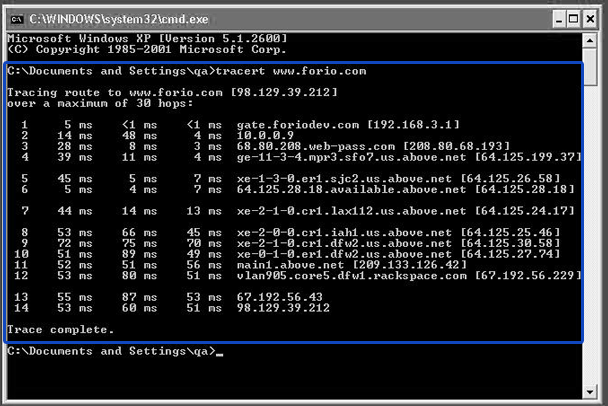 C:\WINDOWS\system32\cmd.exe
Microsoft Windows XP [Version 5.1.2600]
(C) Copyright 1985-2001 Microsoft Corp.
C:\Documents and Settings\qa>tracert www.forio.com
Tracing route to www.forio.com [98.129.39.212]
over a maximum of 30 hops:
1 5 ms <1 ms <1 ms gate.foriodev.com [192.168.3.1]
2 14 ms 48 ms 4 ms 10.0.0.9
3 28 ms 8 ms 3 ms 68.80.208.web-pass.com [208.80.68.193]
4 39 ms 11 ms 4 ms ge-11-3-4.mpr3.sfo7.us.above.net [64.125.199.37]
5 45 ms 5 ms 7 ms xe-1-3-0.er1.sjc2.us.above.net [64.125.26.58]
6 5 ms 4 ms 7 ms 64.125.28.18.available.above.net [64.125.28.18]
7 44 ms 14 ms 13 ms xe-2-1-0.cr1.lax112.us.above.net [64.125.24.17]
8 53 ms 66 ms 45 ms xe-2-0-0.cr1.iah1.us.above.net [64.125.25.46]
9 72 ms 75 ms 70 ms xe-2-0-1.cr1.dfw2.us.above.net [64.125.30.58]
10 51 ms 89 ms 49 ms xe-0-1-0.er1.dfw2.us.above.net [64.125.27.74]
11 52 ms 51 ms 56 ms main1.above.net [209.133.126.42]
12 53 ms 80 ms 51 ms vlan905.core5.dfw1.rackspace.com [67.192.56.229]
13 55 ms 87 ms 53 ms 67.192.56.43
14 53 ms 60 ms 51 ms 98.129.39.212
Trace complete.
C:\Documents and Settings\qa>_